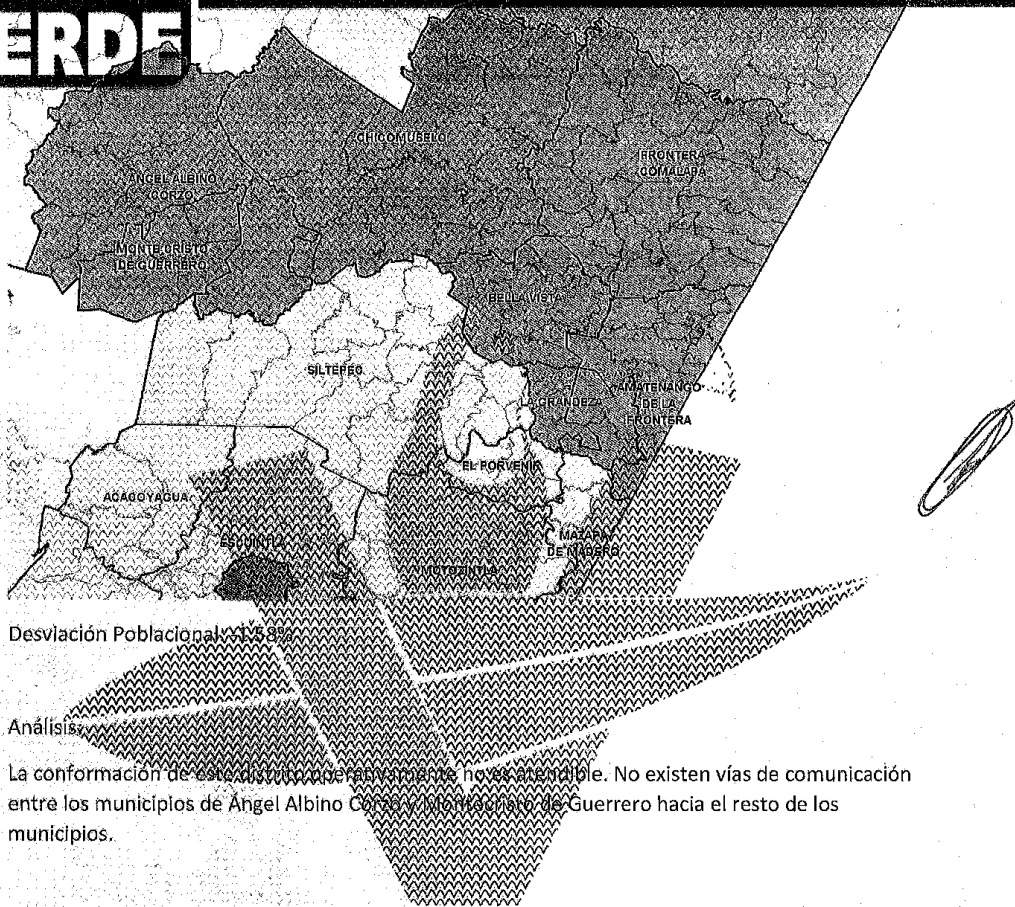 ERDE
CHICOMUSELO
FRONTERA
COMALAPA
ANGEL ALBINO
CORZO
MONTE CRISTO
DE GUERRERO
BELLA VISTA
SILTEPEC
LA GRANDEZA
AMATENANGO
DE LA
FRONTERA
EL PORVENIR
ACACOYAGUA
ESCUINTLA
MAZAPA
DE MADERO
MOTOZINTLA
Desviación Poblacional: -1.58%
Análisis:
La conformación de este distrito operativamente no es atendible. No existen vías de comunicación
entre los municipios de Ángel Albino Corzo y Montecristo de Guerrero hacia el resto de los
municipios.